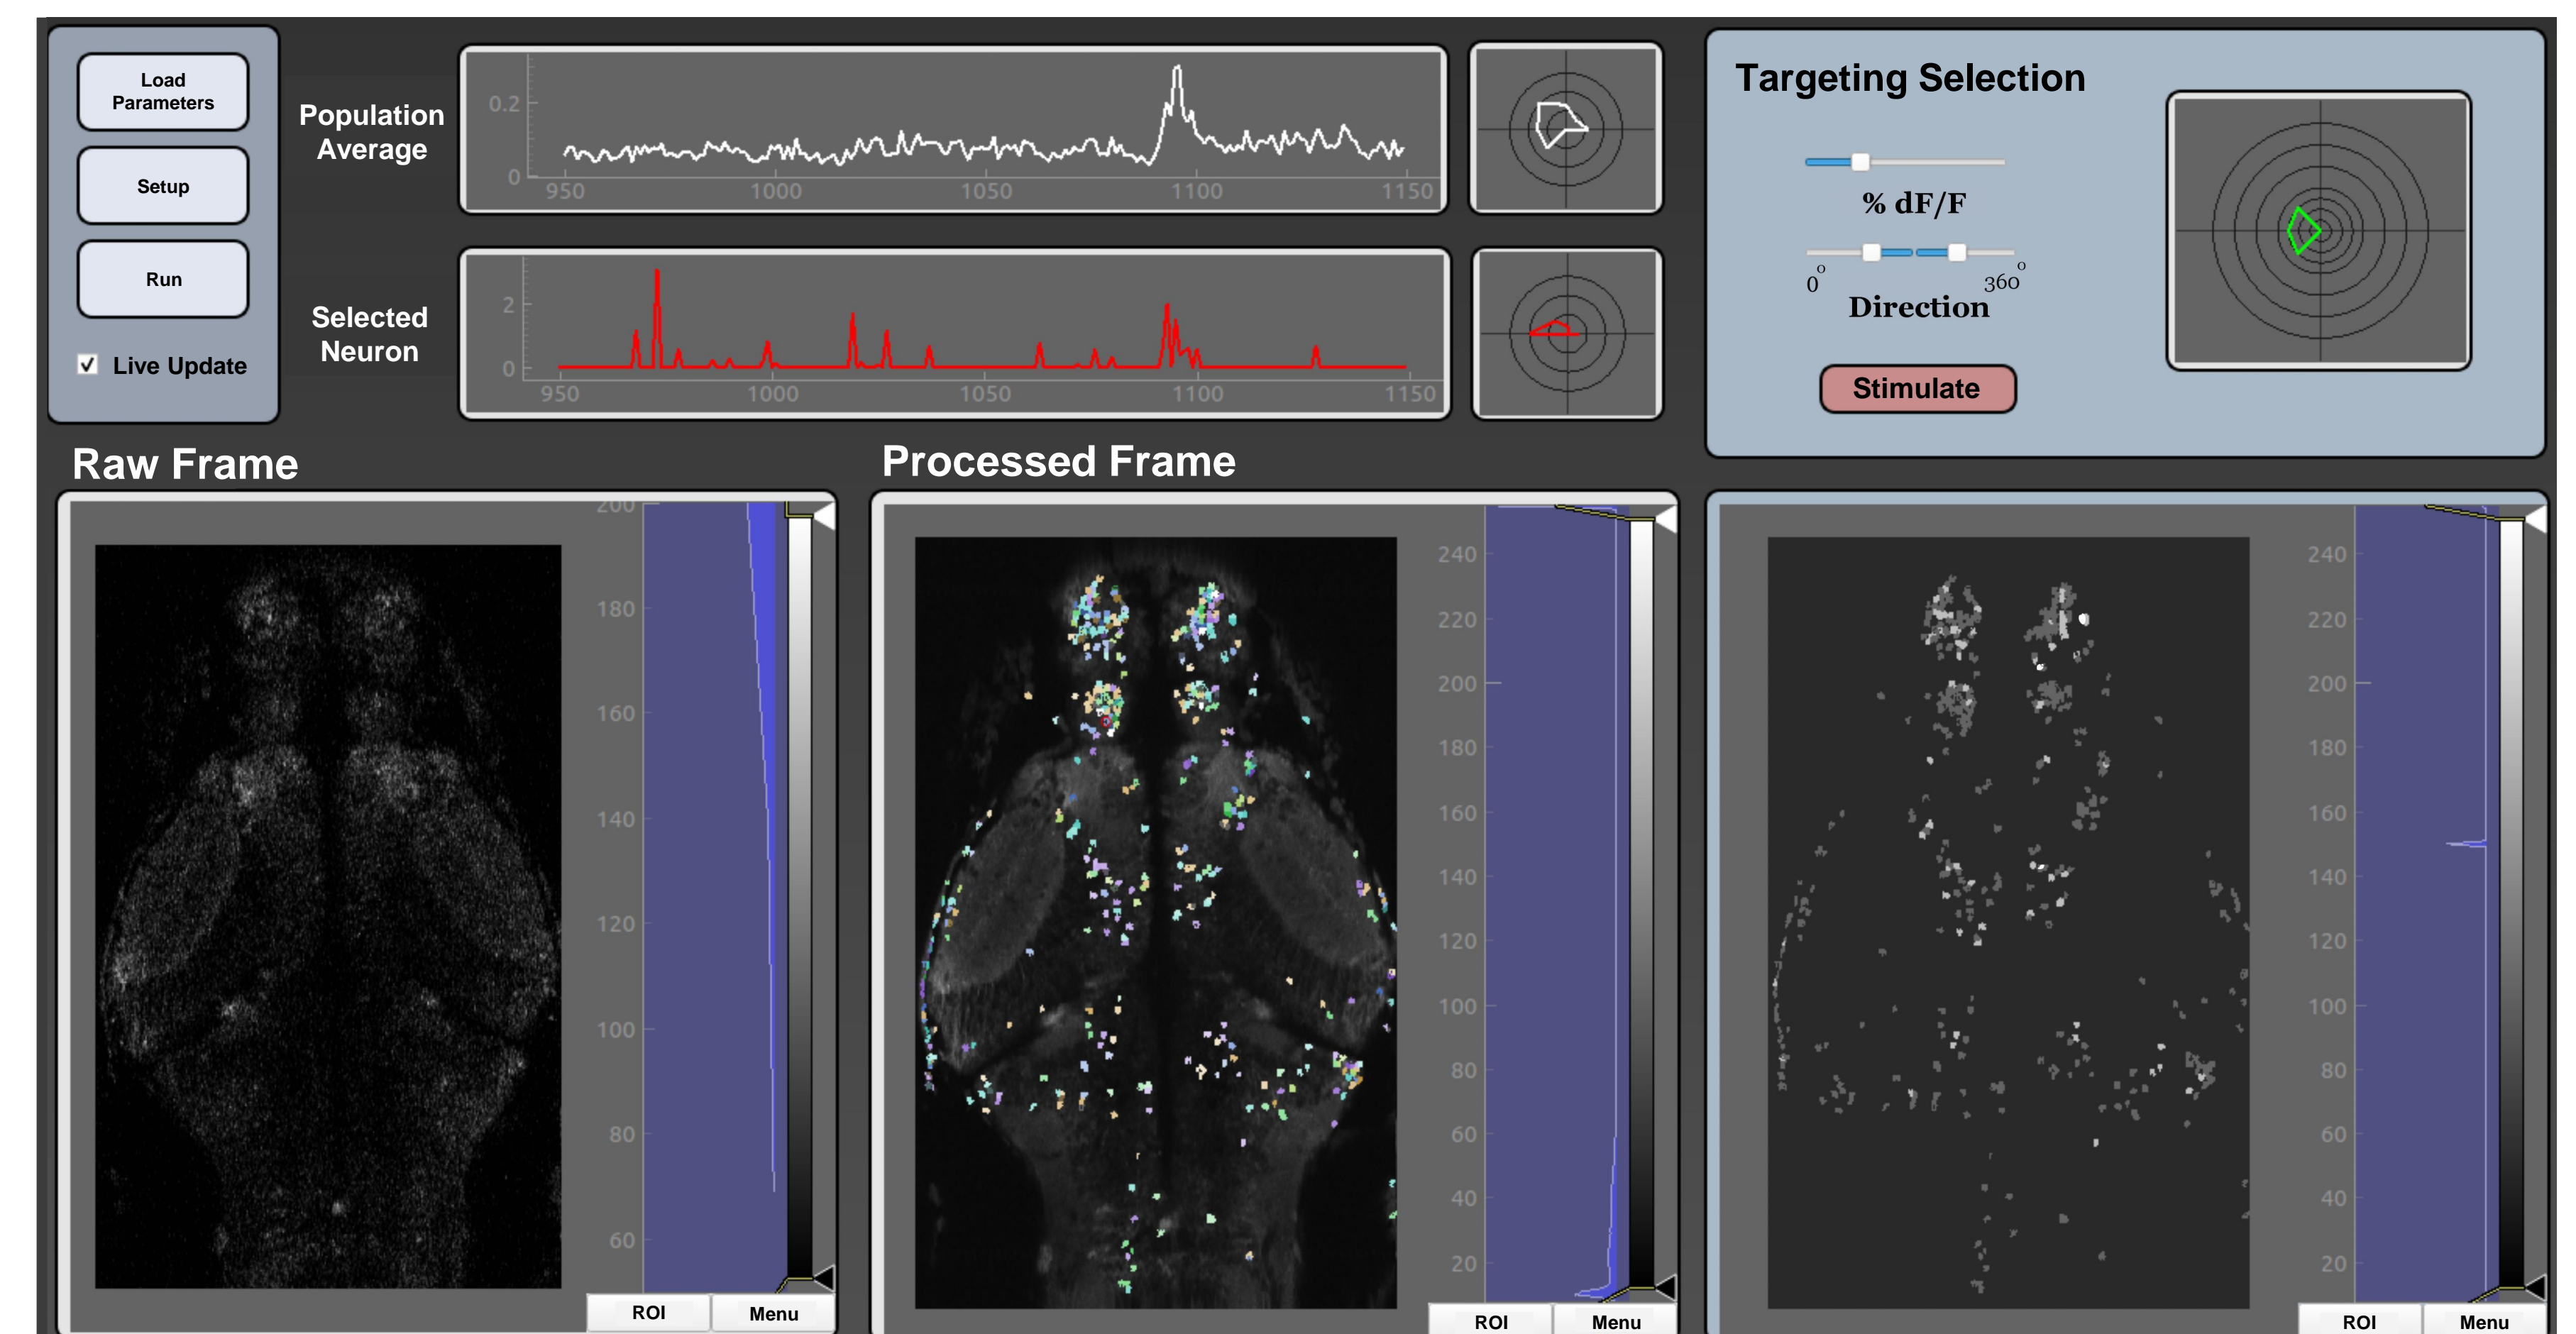 Load
Parameters
Setup
Run
Live Update
Population
Average
0.2
0
950
1000
1050
1100
1150
Selected
Neuron
2
0
950
1000
1050
1100
1150
Targeting Selection
% dF/F
0°
360°
Direction
Stimulate
Raw Frame
200
180
160
140
120
100
80
60
ROI
Menu
Processed Frame
240
220
200
180
160
140
120
100
80
60
40
20
ROI
Menu
240
220
200
180
160
140
120
100
80
60
40
20
ROI
Menu